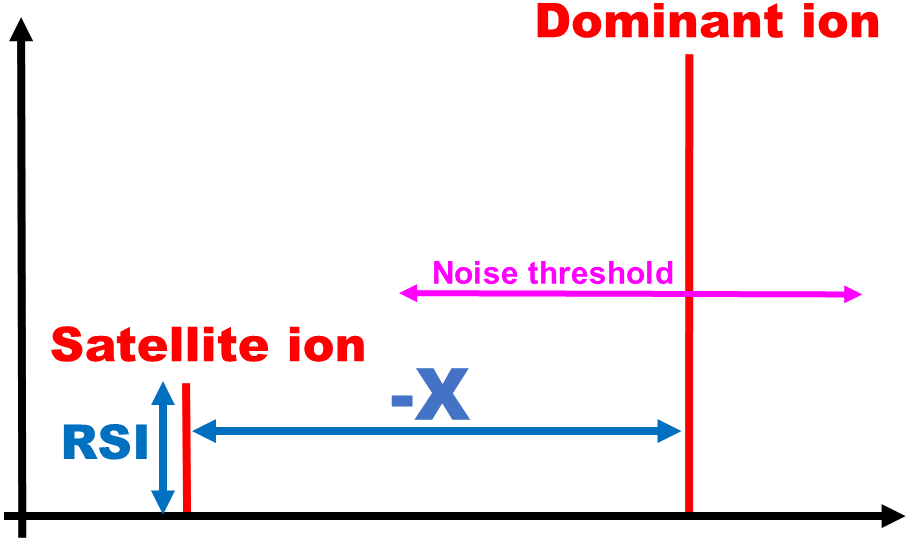 Dominant ion
Noise threshold
Satellite ion
-X
RSI